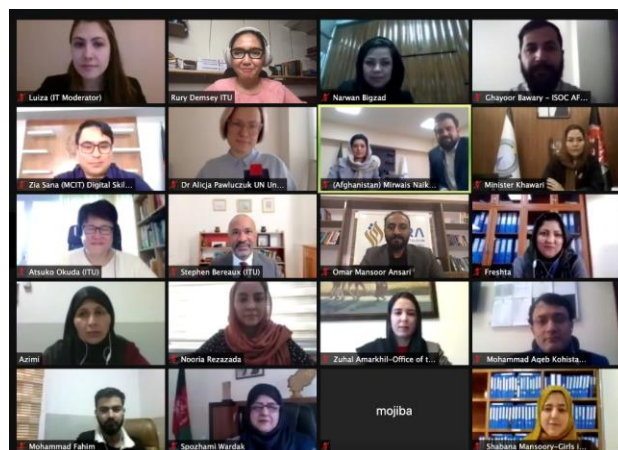 Luiza (IT Moderator)
Rury Demsey ITU
Narwan Bigzad
Ghayoor Bawary - ISOC AF...
Zia Sana (MCIT) Digital Skil...
Dr Alicja Pawluczuk UN Un...
(Afghanistan) Mirwais Naik...
Minister Khawari
Atsuko Okuda (ITU)
Stephen Bereaux (ITU)
Omar Mansoor Ansari
Freshta
Azimi
Nooria Rezazada
Zuhal Amarkhil-Office of t...
Mohammad Aqeb Kohista...
Mohammad Fahim
Spozhami Wardak
mojiba
Shabana Mansoory-Girls i...